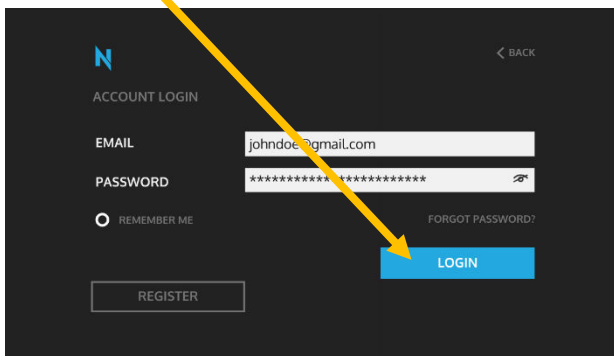 N
< BACK
ACCOUNT LOGIN
EMAIL
johndoe@gmail.com
PASSWORD
************************
REMEMBER ME
FORGOT PASSWORD?
LOGIN
REGISTER